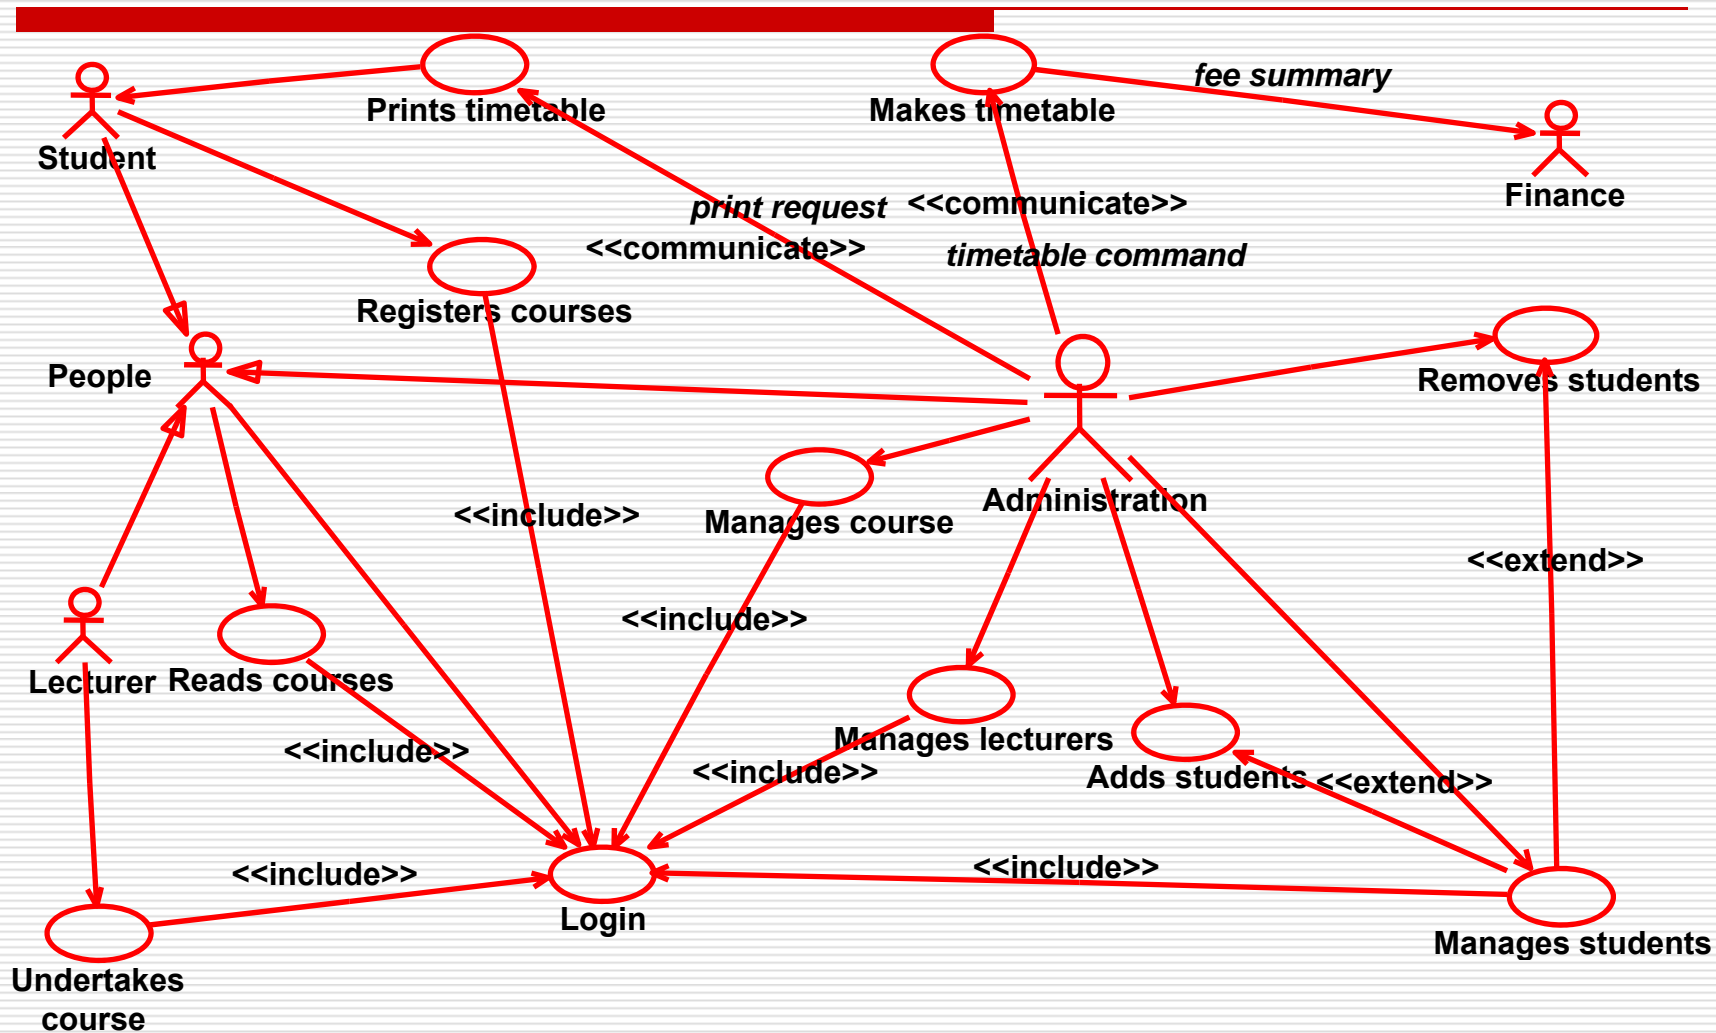 fee summary
Prints timetable
Makes timetable
Student
Finance
print request
<<communicate>>
<<communicate>>
timetable command
Registers courses
People
Removes students
Administration
<<include>>
Manages course
<<extend>>
<<include>>
Lecturer
Reads courses
Manages lecturers
<<include>>
<<include>>
Adds students
<<extend>>
<<include>>
<<include>>
Login
Manages students
Undertakes
course